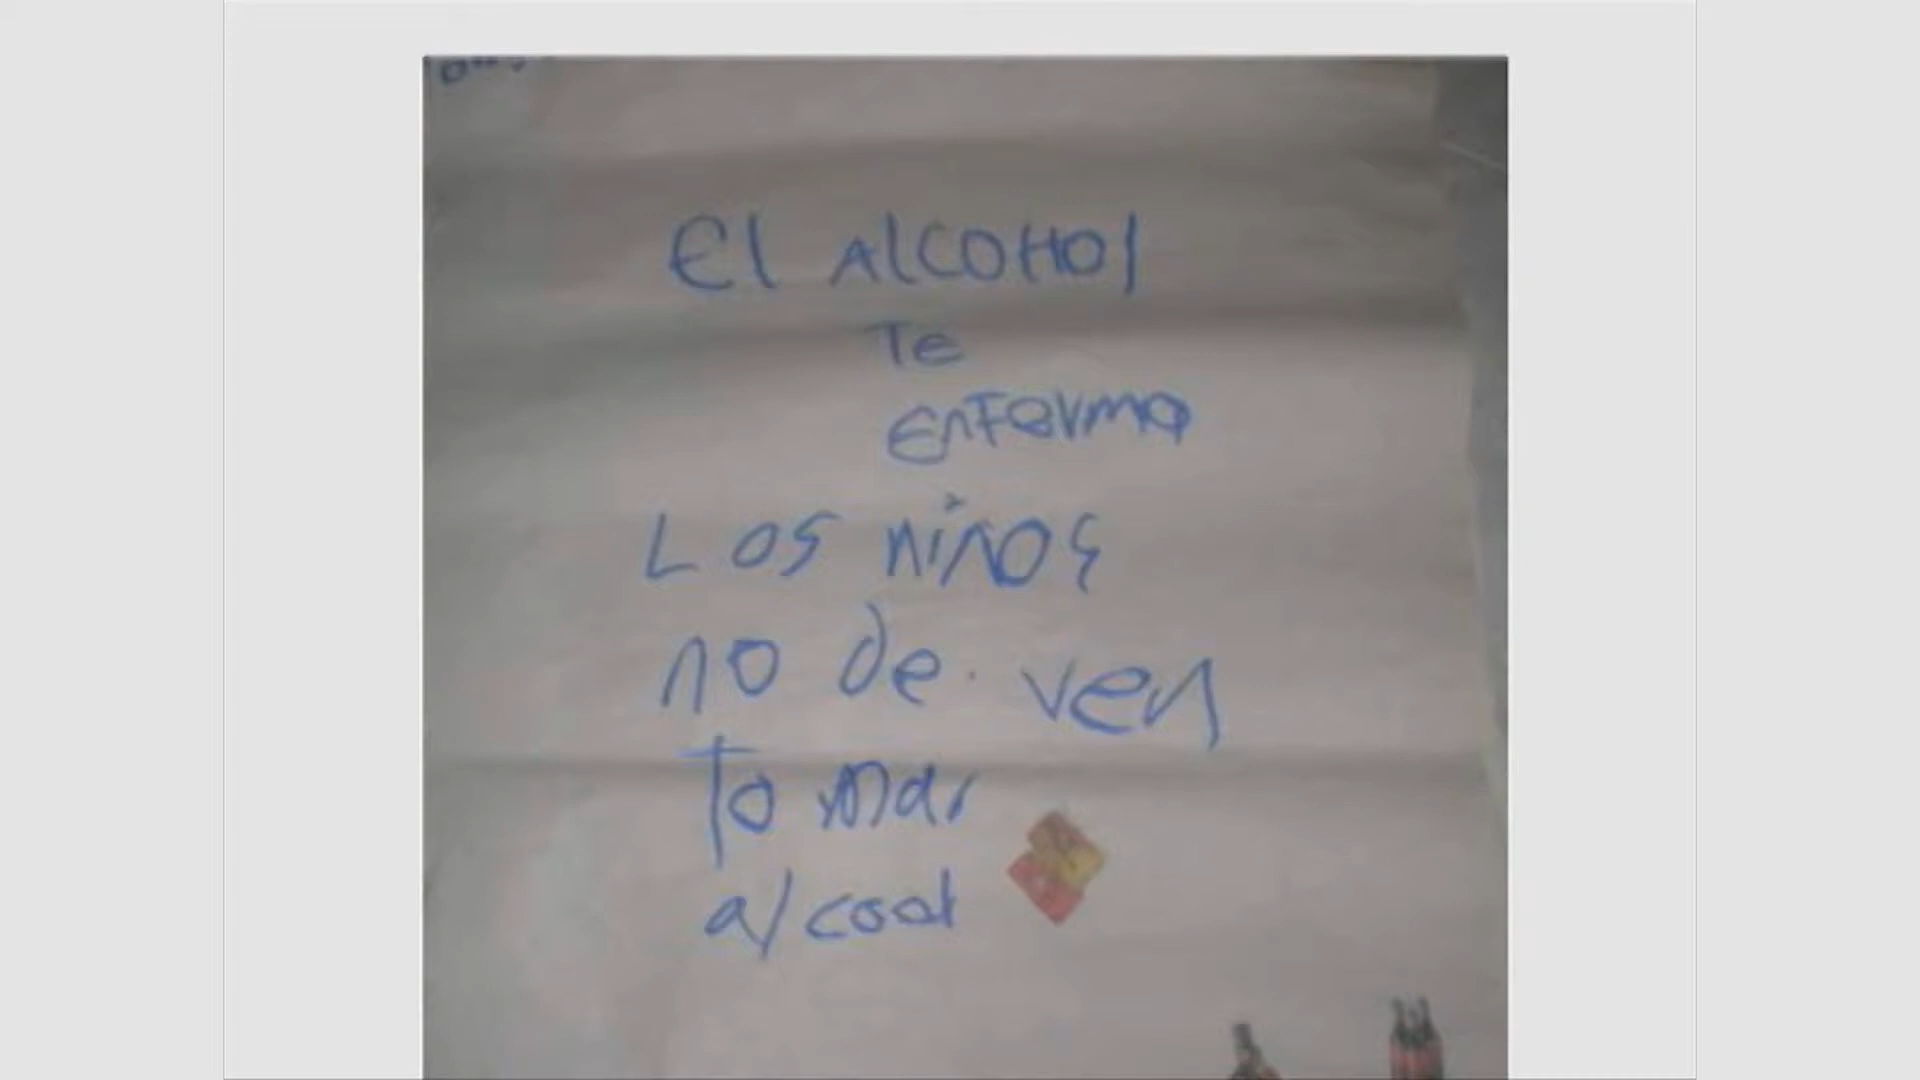 El AlCOHOl
Te
EnFerma
Los niños
no de ven
To mar
alcool